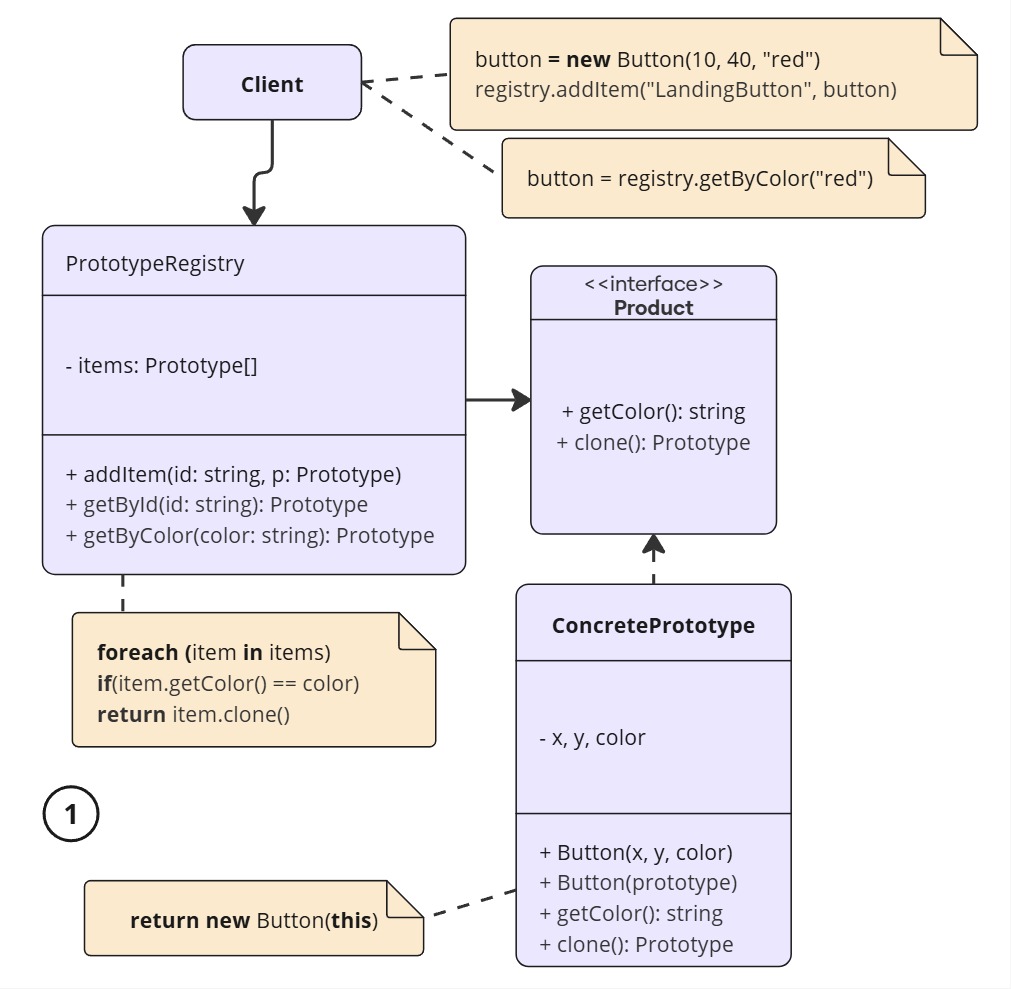 Client
button = new Button(10, 40, "red")
registry.addItem("LandingButton", button)
button = registry.getByColor("red")
PrototypeRegistry
- items: Prototype[]
+ addItem(id: string, p: Prototype)
+ getById(id: string): Prototype
+ getByColor(color: string): Prototype
<<interface>>
Product
+ getColor(): string
+ clone(): Prototype
foreach (item in items)
if(item.getColor() == color)
return item.clone()
ConcretePrototype
- x, y, color
+ Button(x, y, color)
+ Button(prototype)
+ getColor(): string
+ clone(): Prototype
1
return new Button(this)